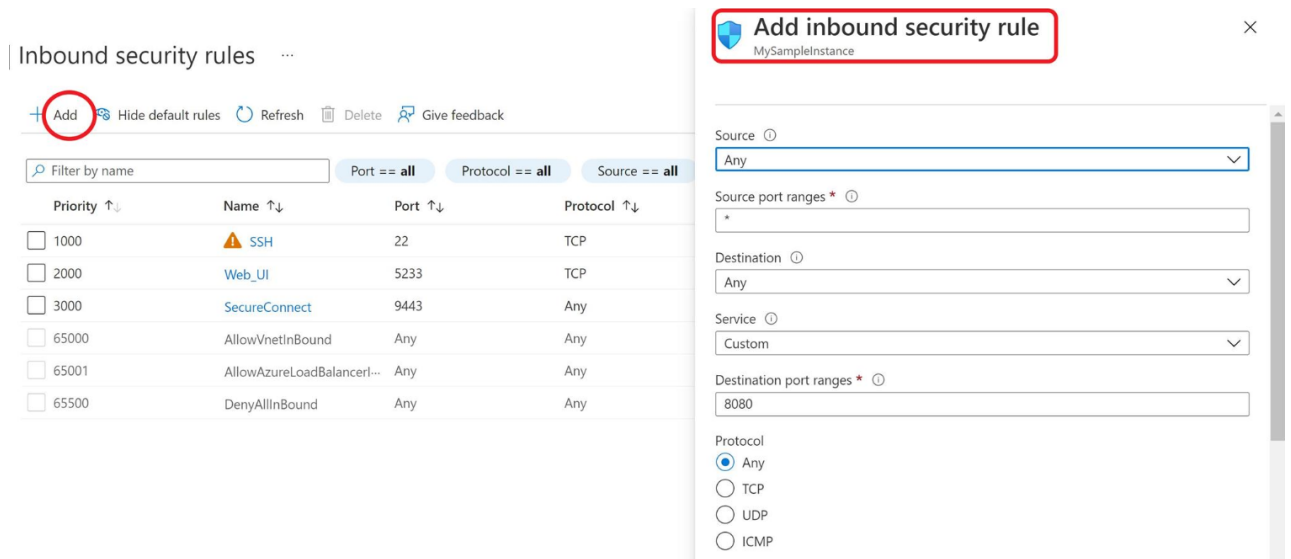 Inbound security rules ...
Add Hide default rules Refresh Delete Give feedback
Filter by name Port == all Protocol == all Source == all
Priority ↑↓ Name ↑↓ Port ↑↓ Protocol ↑↓
1000 SSH 22 TCP
2000 Web_UI 5233 TCP
3000 SecureConnect 9443 Any
65000 AllowVnetInBound Any Any
65001 AllowAzureLoadBalancerI... Any Any
65500 DenyAllInBound Any Any
Add inbound security rule
MySampleInstance
Source
Any
Source port ranges *
*
Destination
Any
Service
Custom
Destination port ranges *
8080
Protocol
Any
TCP
UDP
ICMP